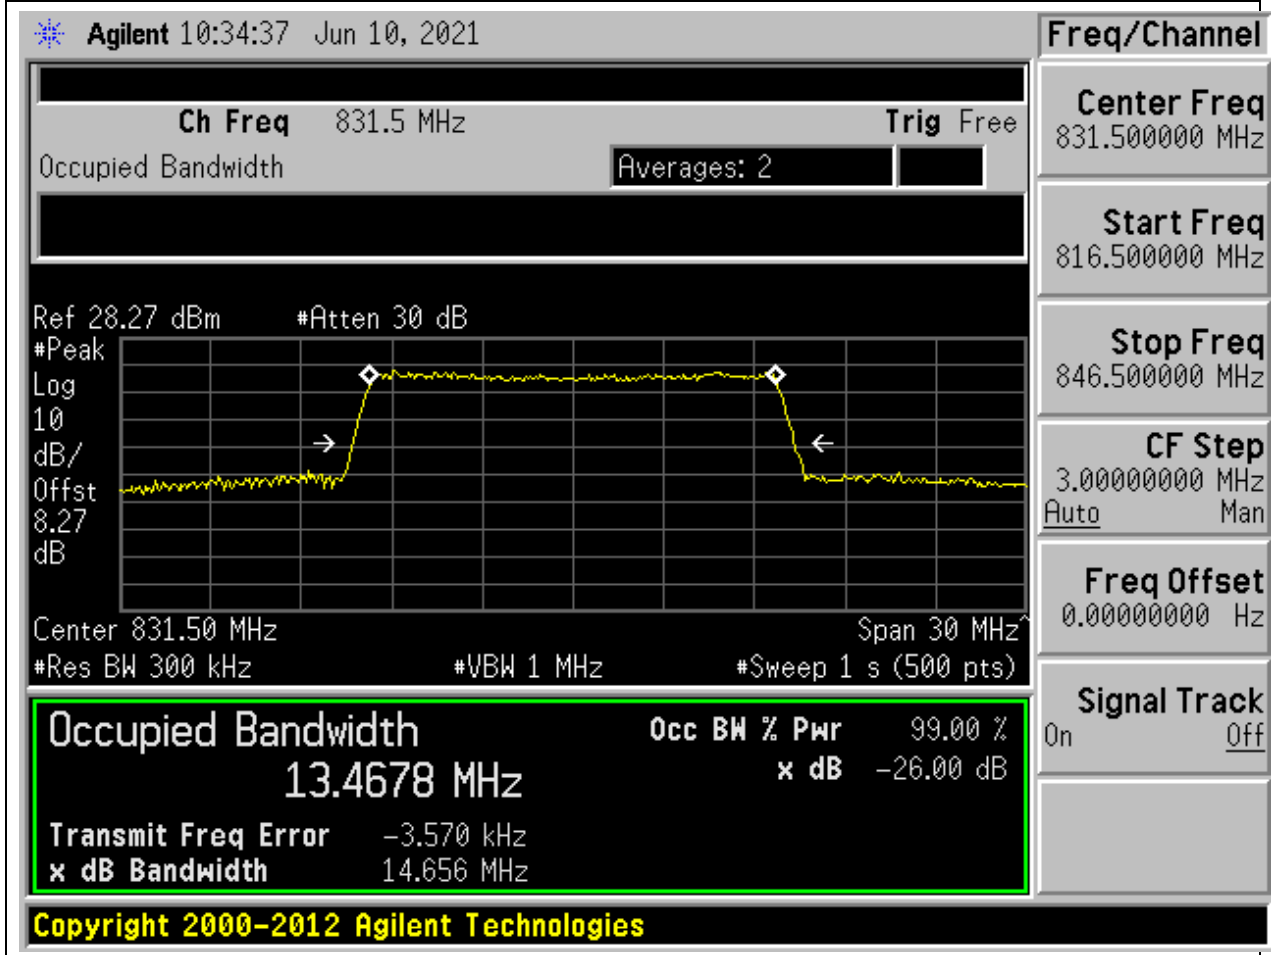 Agilent 10:34:37 Jun 10, 2021
Freq/Channel
Ch Freq 831.5 MHz Trig Free
Occupied Bandwidth Averages: 2
Ref 28.27 dBm #Atten 30 dB
#Peak
Log
10
dB/
Offst
8.27
dB
Center 831.50 MHz Span 30 MHz^
#Res BW 300 kHz #VBW 1 MHz #Sweep 1 s (500 pts)
Occupied Bandwidth Occ BW % Pwr 99.00 %
13.4678 MHz x dB -26.00 dB
Transmit Freq Error -3.570 kHz
x dB Bandwidth 14.656 MHz
Center Freq
831.500000 MHz
Start Freq
816.500000 MHz
Stop Freq
846.500000 MHz
CF Step
3.00000000 MHz
Auto Man
Freq Offset
0.00000000 Hz
Signal Track
On Off
Copyright 2000-2012 Agilent Technologies